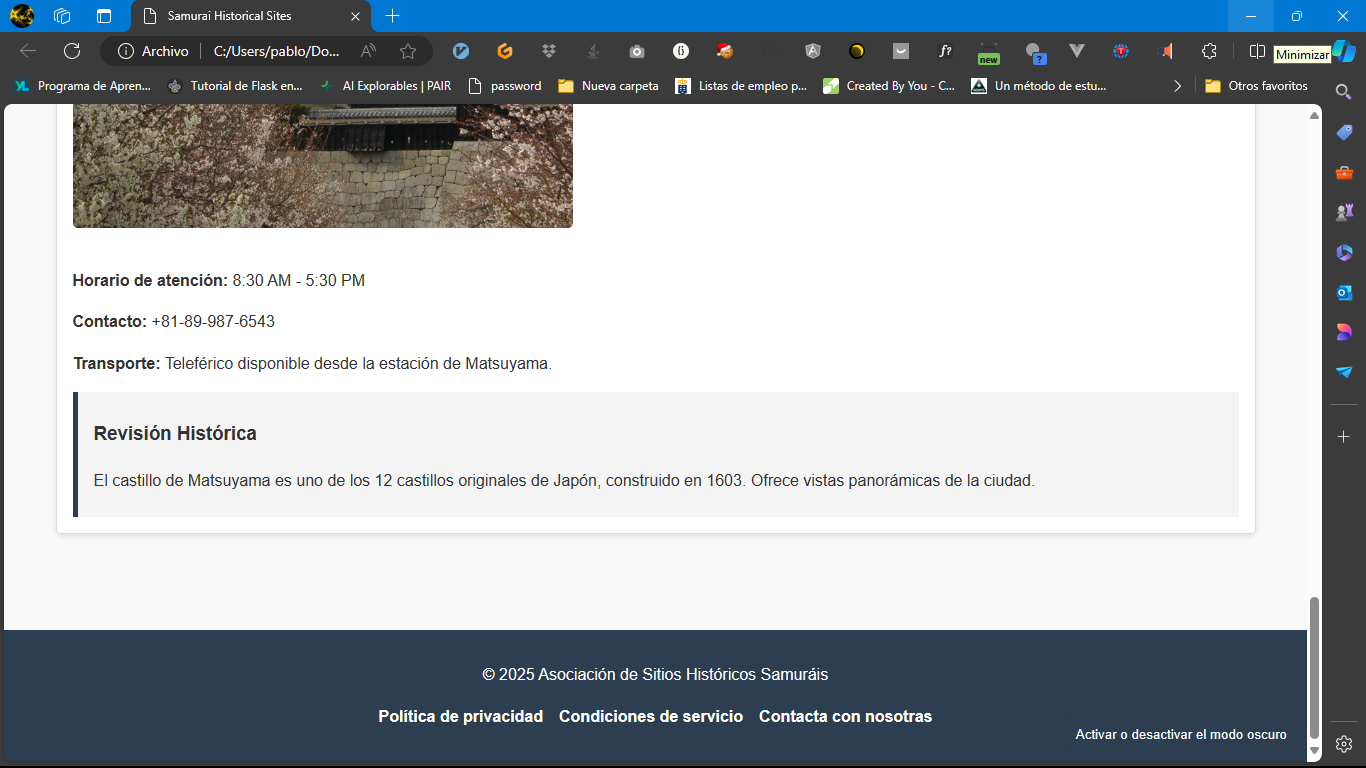 Samurai Historical Sites
Archivo C:/Users/pablo/Do...
new
?
Minimizar
Programa de Apren... Tutorial de Flask en... AI Explorables | PAIR password Nueva carpeta Listas de empleo p... Created By You - C... Un método de estu... Otros favoritos
Horario de atención: 8:30 AM - 5:30 PM
Contacto: +81-89-987-6543
Transporte: Teleférico disponible desde la estación de Matsuyama.
Revisión Histórica
El castillo de Matsuyama es uno de los 12 castillos originales de Japón, construido en 1603. Ofrece vistas panorámicas de la ciudad.
© 2025 Asociación de Sitios Históricos Samuráis
Política de privacidad Condiciones de servicio Contacta con nosotras
Activar o desactivar el modo oscuro